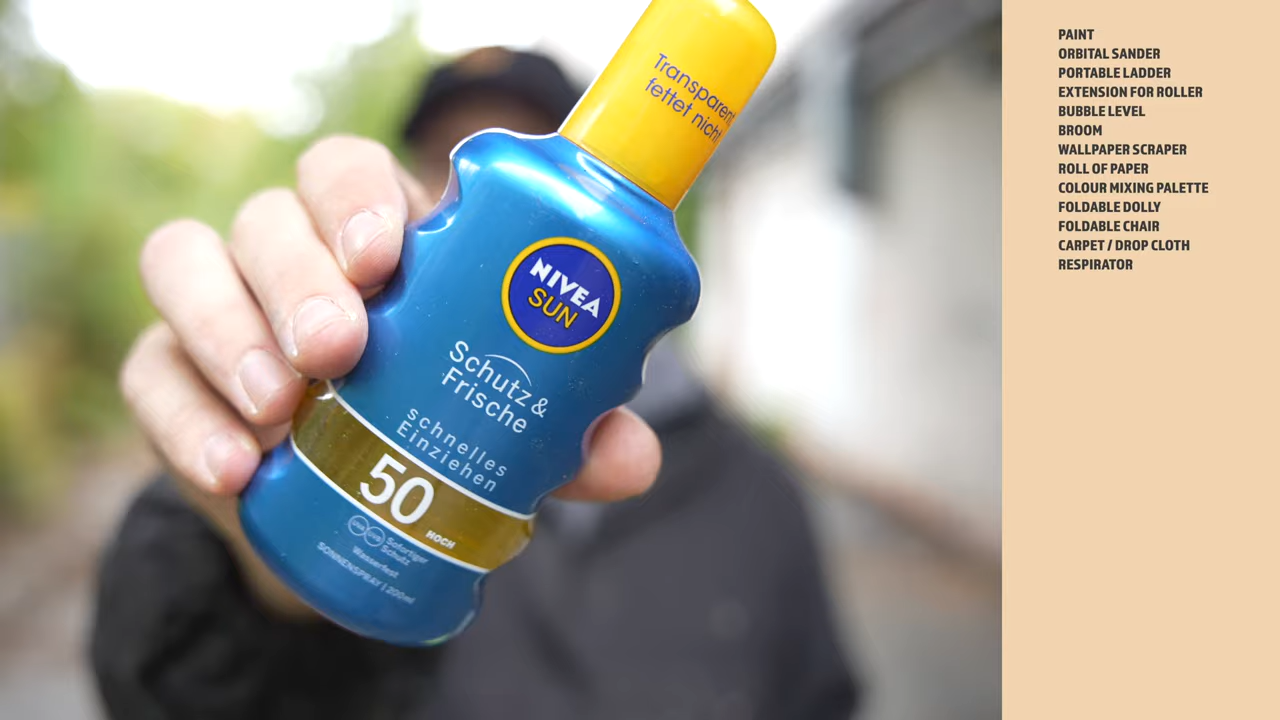 Transparent
fettet nicht
NIVEA
SUN
Schutz &
Frische
schnelles
Einziehen
50
HOCH
UVA UVB Sofortiger
Schutz
Wasserfest
SONNENSPRAY | 200ml
PAINT
ORBITAL SANDER
PORTABLE LADDER
EXTENSION FOR ROLLER
BUBBLE LEVEL
BROOM
WALLPAPER SCRAPER
ROLL OF PAPER
COLOUR MIXING PALETTE
FOLDABLE DOLLY
FOLDABLE CHAIR
CARPET / DROP CLOTH
RESPIRATOR